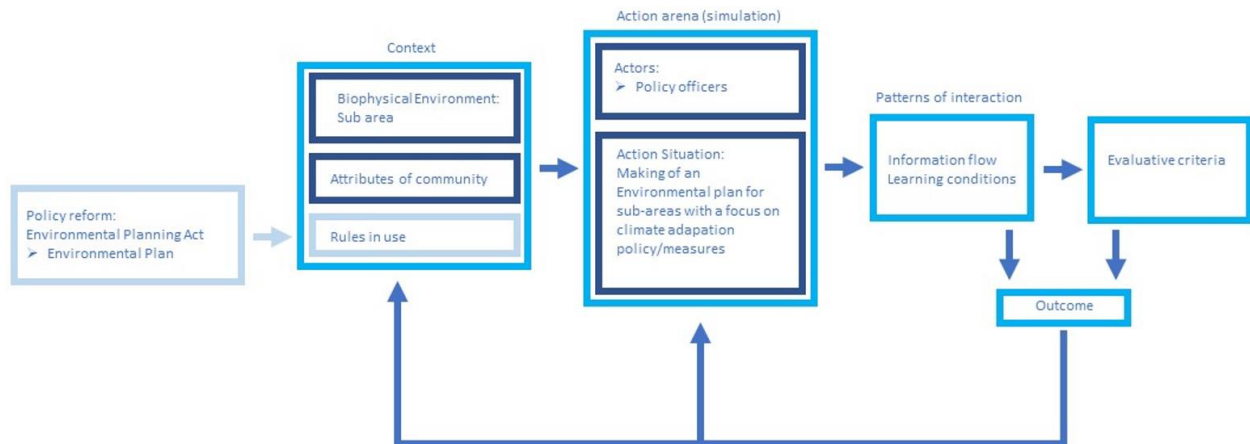 Policy reform:
Environmental Planning Act
➢ Environmental Plan
Context
Biophysical Environment:
Sub area
Attributes of community
Rules in use
Action arena (simulation)
Actors:
➢ Policy officers
Action Situation:
Making of an
Environmental plan for
sub-areas with a focus on
climate adapation
policy/measures
Patterns of interaction
Information flow
Learning conditions
Evaluative criteria
Outcome